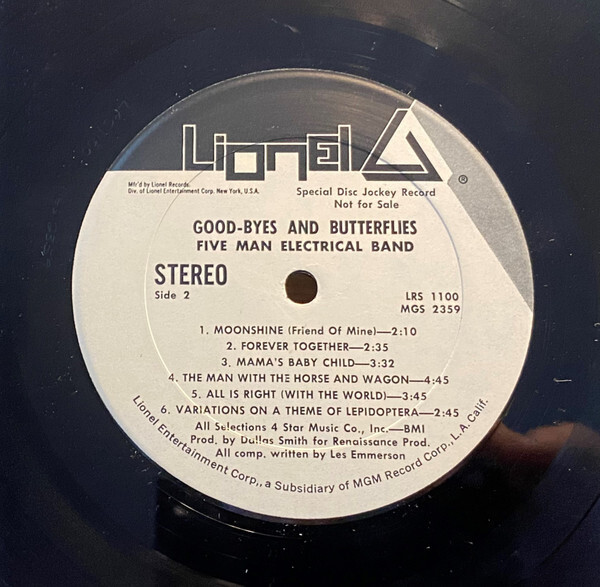 Lionel
®
Mfr'd by Lionel Records.
Div. of Lionel Entertainment Corp. New York, U.S.A.
Special Disc Jockey Record
Not for Sale
GOOD-BYES AND BUTTERFLIES
FIVE MAN ELECTRICAL BAND
STEREO
Side 2
LRS 1100
MGS 2359
1. MOONSHINE (Friend Of Mine)—2:10
2. FOREVER TOGETHER—2:35
3. MAMA'S BABY CHILD—3:32
4. THE MAN WITH THE HORSE AND WAGON—4:45
5. ALL IS RIGHT (WITH THE WORLD)—3:45
6. VARIATIONS ON A THEME OF LEPIDOPTERA—2:45
All Selections 4 Star Music Co., Inc.—BMI
Prod. by Dallas Smith for Renaissance Prod.
All comp. written by Les Emmerson
Lionel Entertainment Corp., a Subsidiary of MGM Record Corp., L.A. Calif.